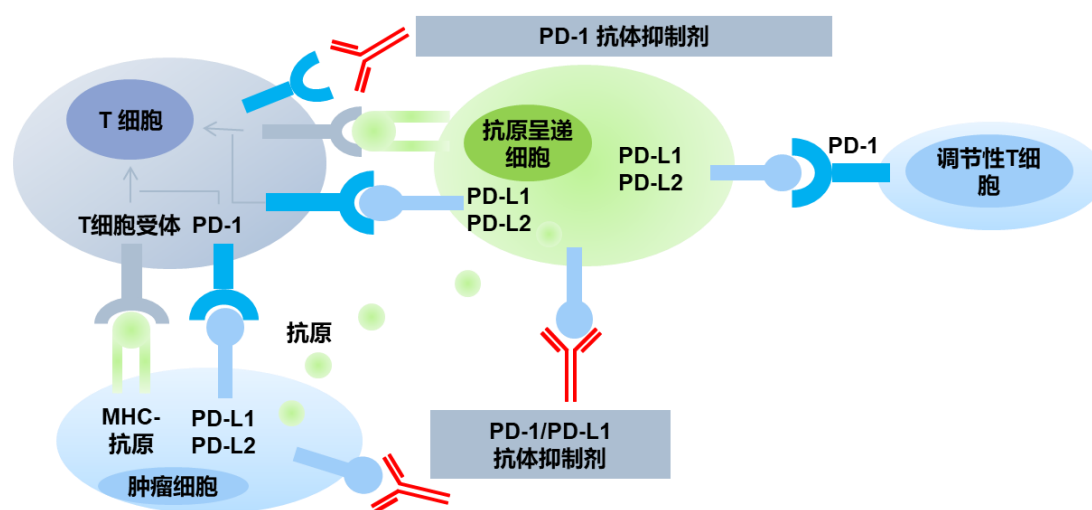 PD-1 抗体抑制剂
T 细胞
抗原呈递
细胞
PD-L1
PD-L2
PD-1
调节性T细
胞
PD-L1
PD-L2
T细胞受体 PD-1
抗原
MHC-
抗原
PD-L1
PD-L2
肿瘤细胞
PD-1/PD-L1
抗体抑制剂